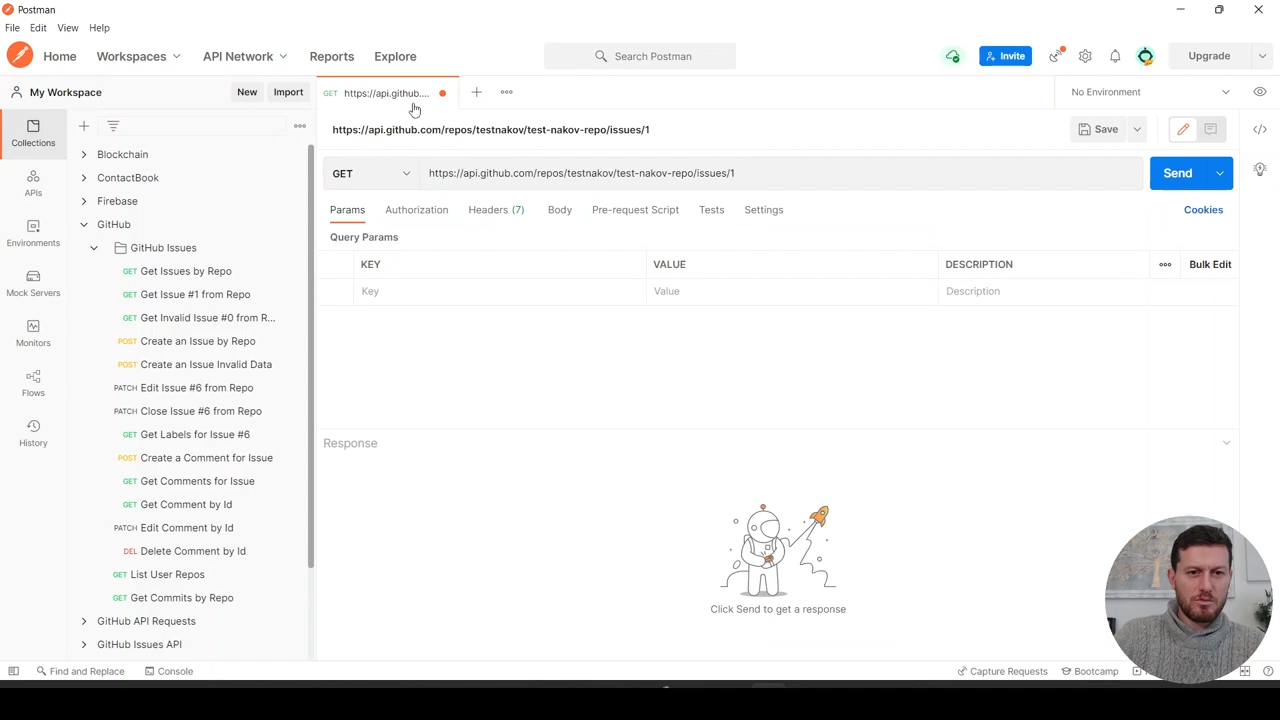 Postman
File Edit View Help
Home Workspaces API Network Reports Explore Search Postman Invite Upgrade
My Workspace New Import GET https://api.github.... No Environment
https://api.github.com/repos/testnakov/test-nakov-repo/issues/1 Save
Collections
APIs
Environments
Mock Servers
Monitors
Flows
History
Blockchain
ContactBook
Firebase
GitHub
GitHub Issues
GET Get Issues by Repo
GET Get Issue #1 from Repo
GET Get Invalid Issue #0 from R...
POST Create an Issue by Repo
POST Create an Issue Invalid Data
PATCH Edit Issue #6 from Repo
PATCH Close Issue #6 from Repo
GET Get Labels for Issue #6
POST Create a Comment for Issue
GET Get Comments for Issue
GET Get Comment by Id
PATCH Edit Comment by Id
DEL Delete Comment by Id
GET List User Repos
GET Get Commits by Repo
GitHub API Requests
GitHub Issues API
GET https://api.github.com/repos/testnakov/test-nakov-repo/issues/1 Send
Params Authorization Headers (7) Body Pre-request Script Tests Settings Cookies
Query Params
KEY VALUE DESCRIPTION Bulk Edit
Key Value Description
Response
Click Send to get a response
Find and Replace Console Capture Requests Bootcamp